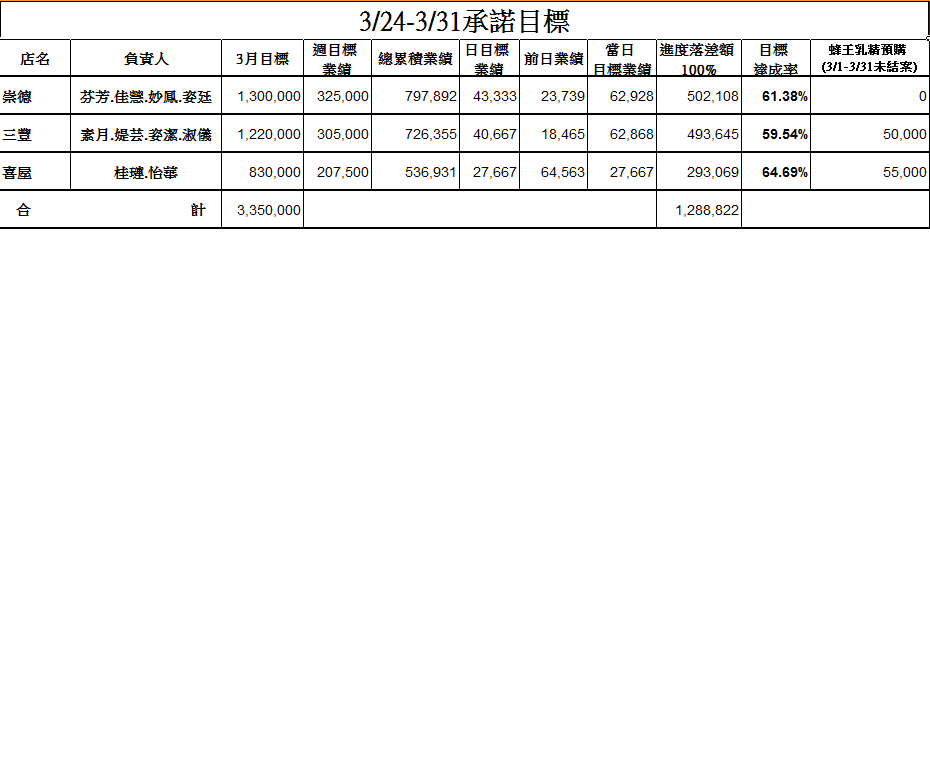 3/24-3/31承諾目標
店名 負責人 3月目標 週目標業績 總累積業績 日目標業績 前日業績 當日目標業績 進度落差額100% 目標達成率 蜂王乳精預購(3/1-3/31未結案)
崇德 芬芳.佳慧.妙鳳.姿廷 1,300,000 325,000 797,892 43,333 23,739 62,928 502,108 61.38% 0
三豐 素月.媞芸.姿潔.淑儀 1,220,000 305,000 726,355 40,667 18,465 62,868 493,645 59.54% 50,000
喜屋 桂璉.怡華 830,000 207,500 536,931 27,667 64,563 27,667 293,069 64.69% 55,000
合 計 3,350,000 1,288,822